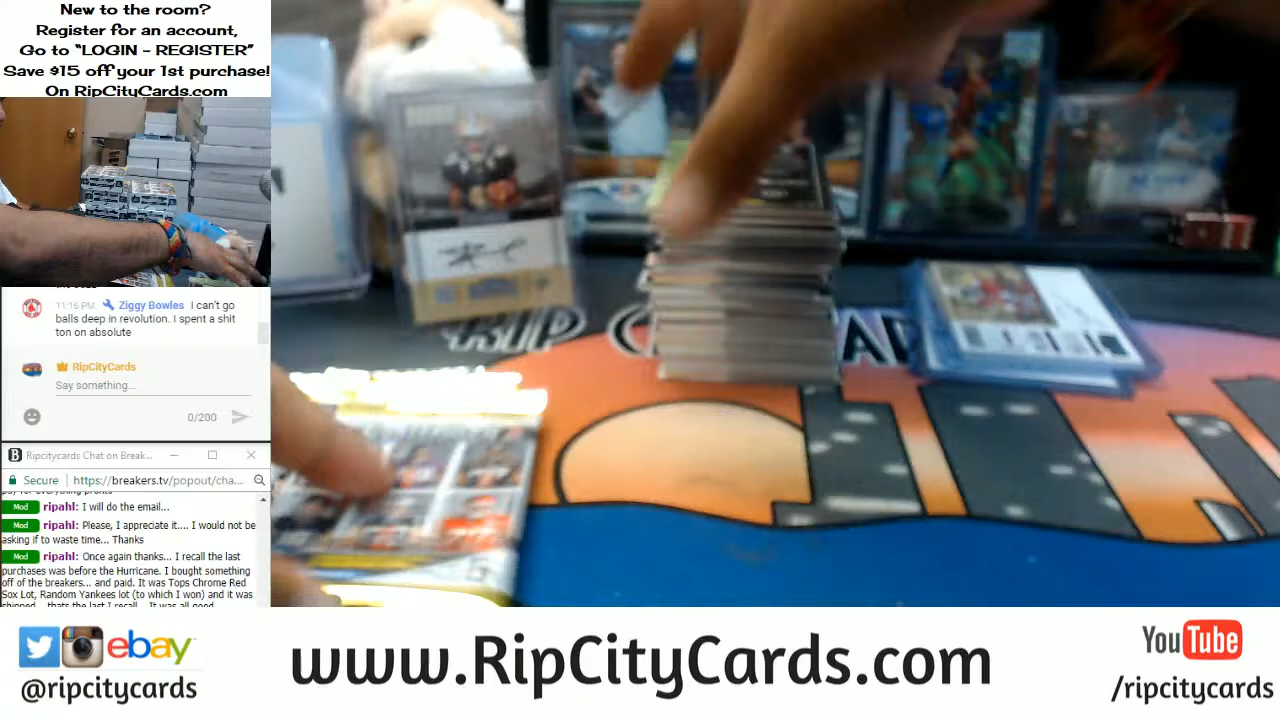 New to the room?
Register for an account,
Go to “LOGIN – REGISTER”
Save $15 off your 1st purchase!
On RipCityCards.com
11:16 PM Ziggy Bowles I can't go
balls deep in revolution. I spent a shit
ton on absolute
RipCityCards
Say something...
0/200
Ripcitycards Chat on Break...
Secure https://breakers.tv/popout/cha...
Mod ripahl: I will do the email...
Mod ripahl: Please, I appreciate it.... I would not be
asking if to waste time... Thanks
Mod ripahl: Once again thanks... I recall the last
purchases was before the Hurricane. I bought something
off of the breakers... and paid. It was Tops Chrome Red
Sox Lot, Random Yankees lot (to which I won) and it was
RIP C
ebay
@ripcitycards
www.RipCityCards.com
YouTube
/ripcitycards